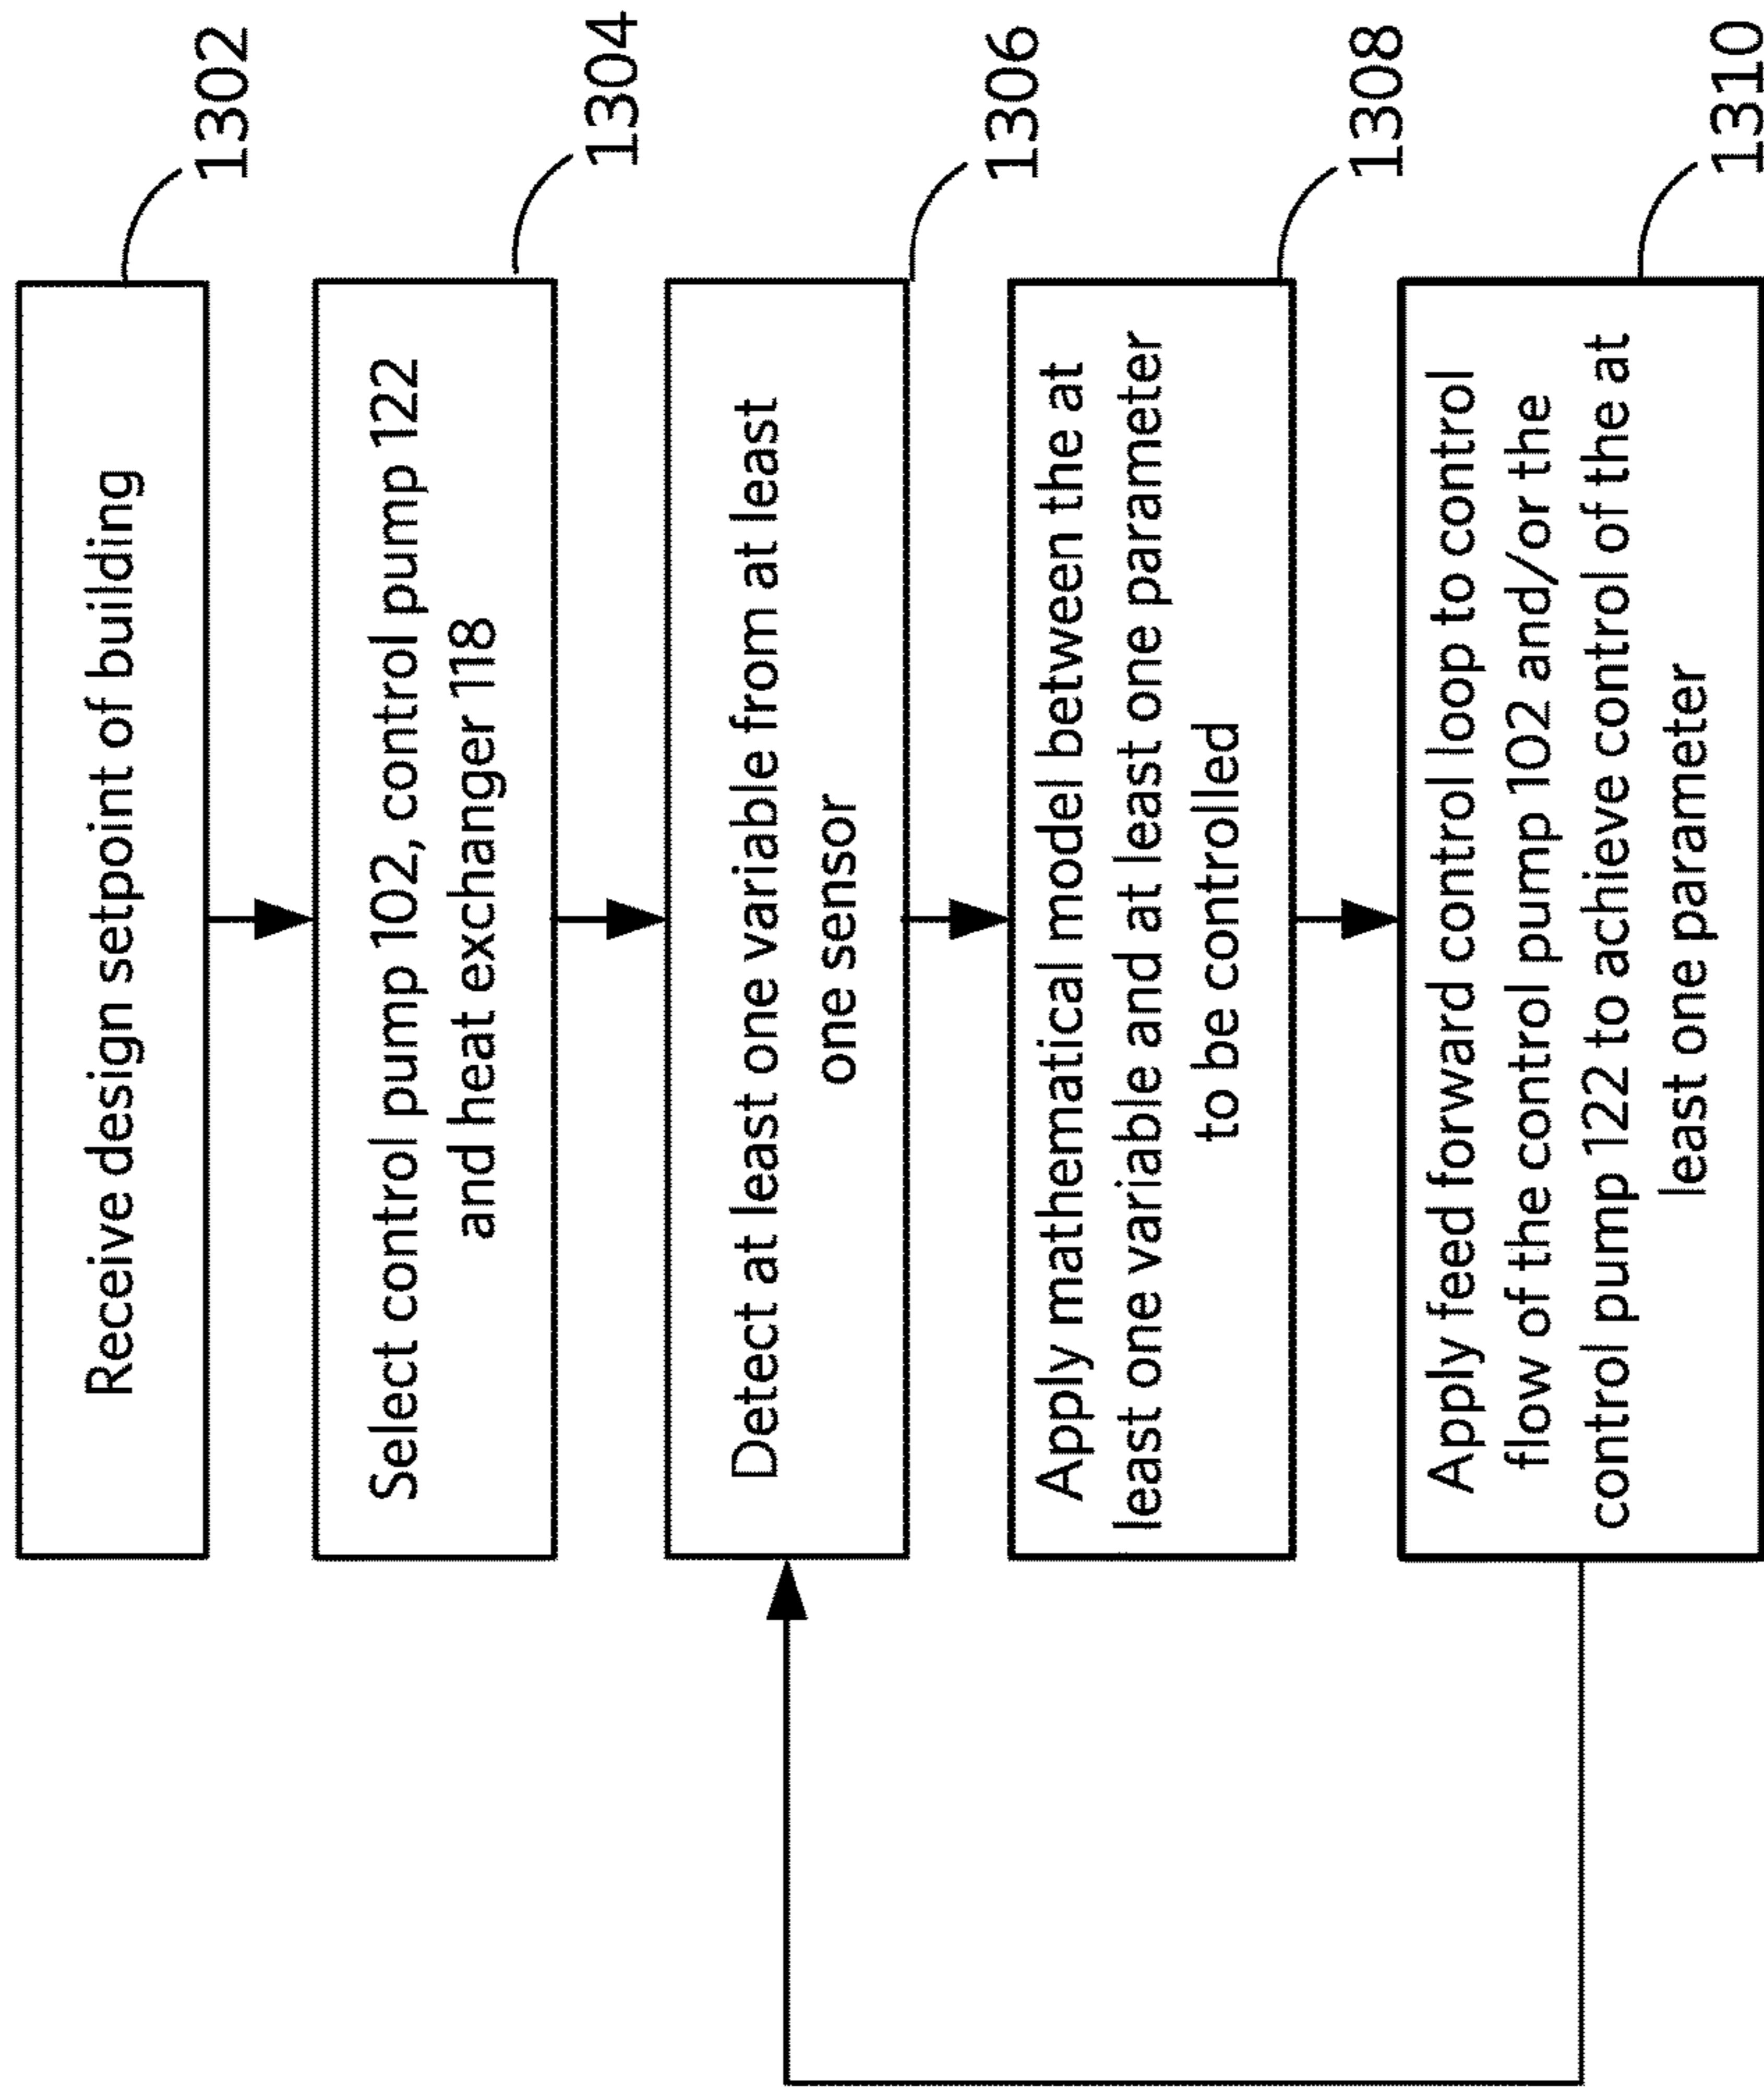 Receive design setpoint of building
1302
Select control pump 102, control pump 122
and heat exchanger 118
1304
Detect at least one variable from at least
one sensor
1306
Apply mathematical model between the at
least one variable and at least one parameter
to be controlled
1308
Apply feed forward control loop to control
flow of the control pump 102 and/or the
control pump 122 to achieve control of the at
least one parameter
1310